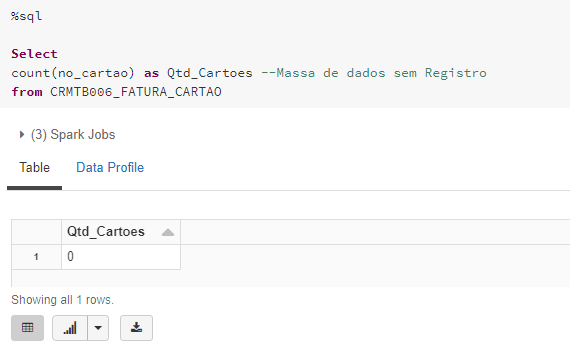 %sql
Select
count(no_cartao) as Qtd_Cartoes --Massa de dados sem Registro
from CRMTB006_FATURA_CARTAO
(3) Spark Jobs
Table Data Profile
Qtd_Cartoes
1 0
Showing all 1 rows.